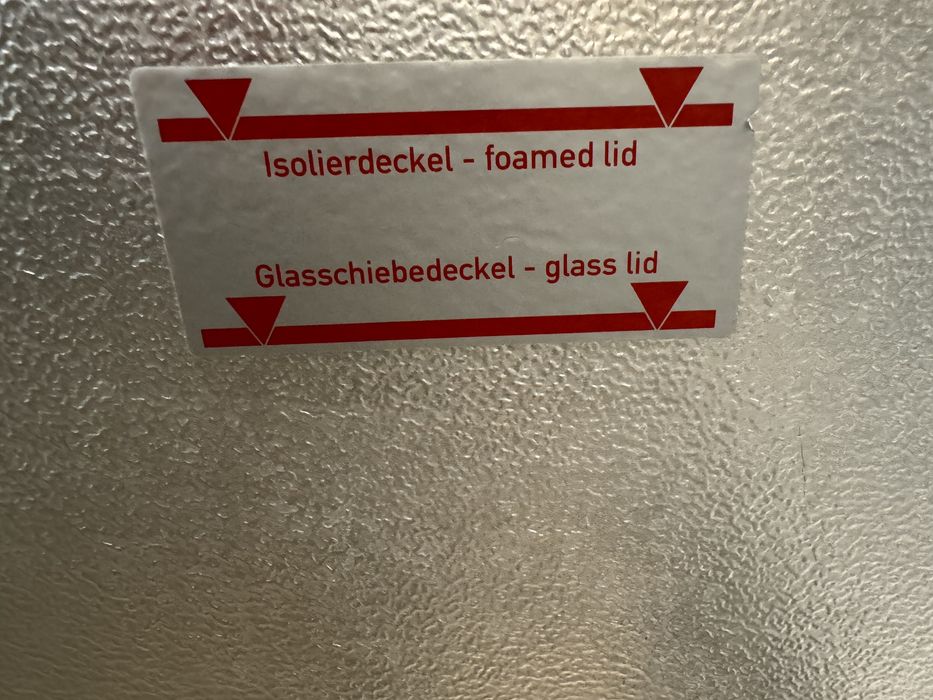 Isolierdeckel - foamed lid
Glasschiebedeckel - glass lid